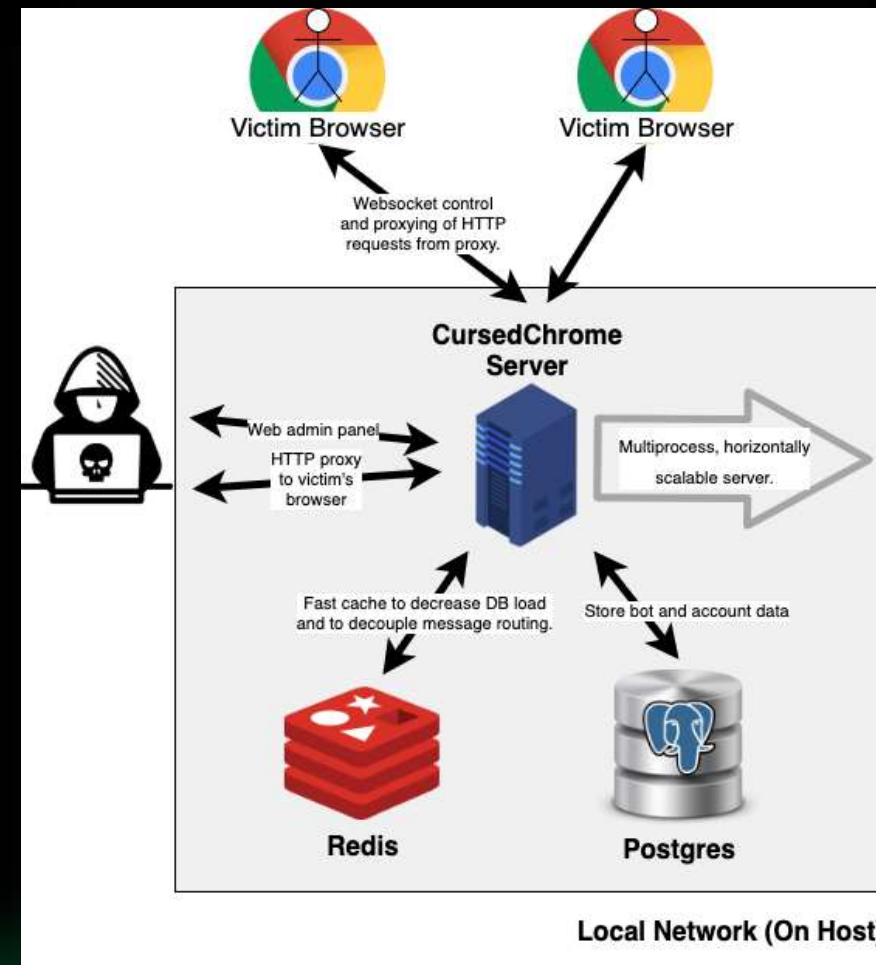 Victim Browser
Victim Browser
Websocket control
and proxying of HTTP
requests from proxy.
CursedChrome
Server
Web admin panel
HTTP proxy
to victim's
browser
Multiprocess, horizontally
scalable server.
Fast cache to decrease DB load
and to decouple message routing.
Store bot and account data
Redis
Postgres
Local Network (On Host)